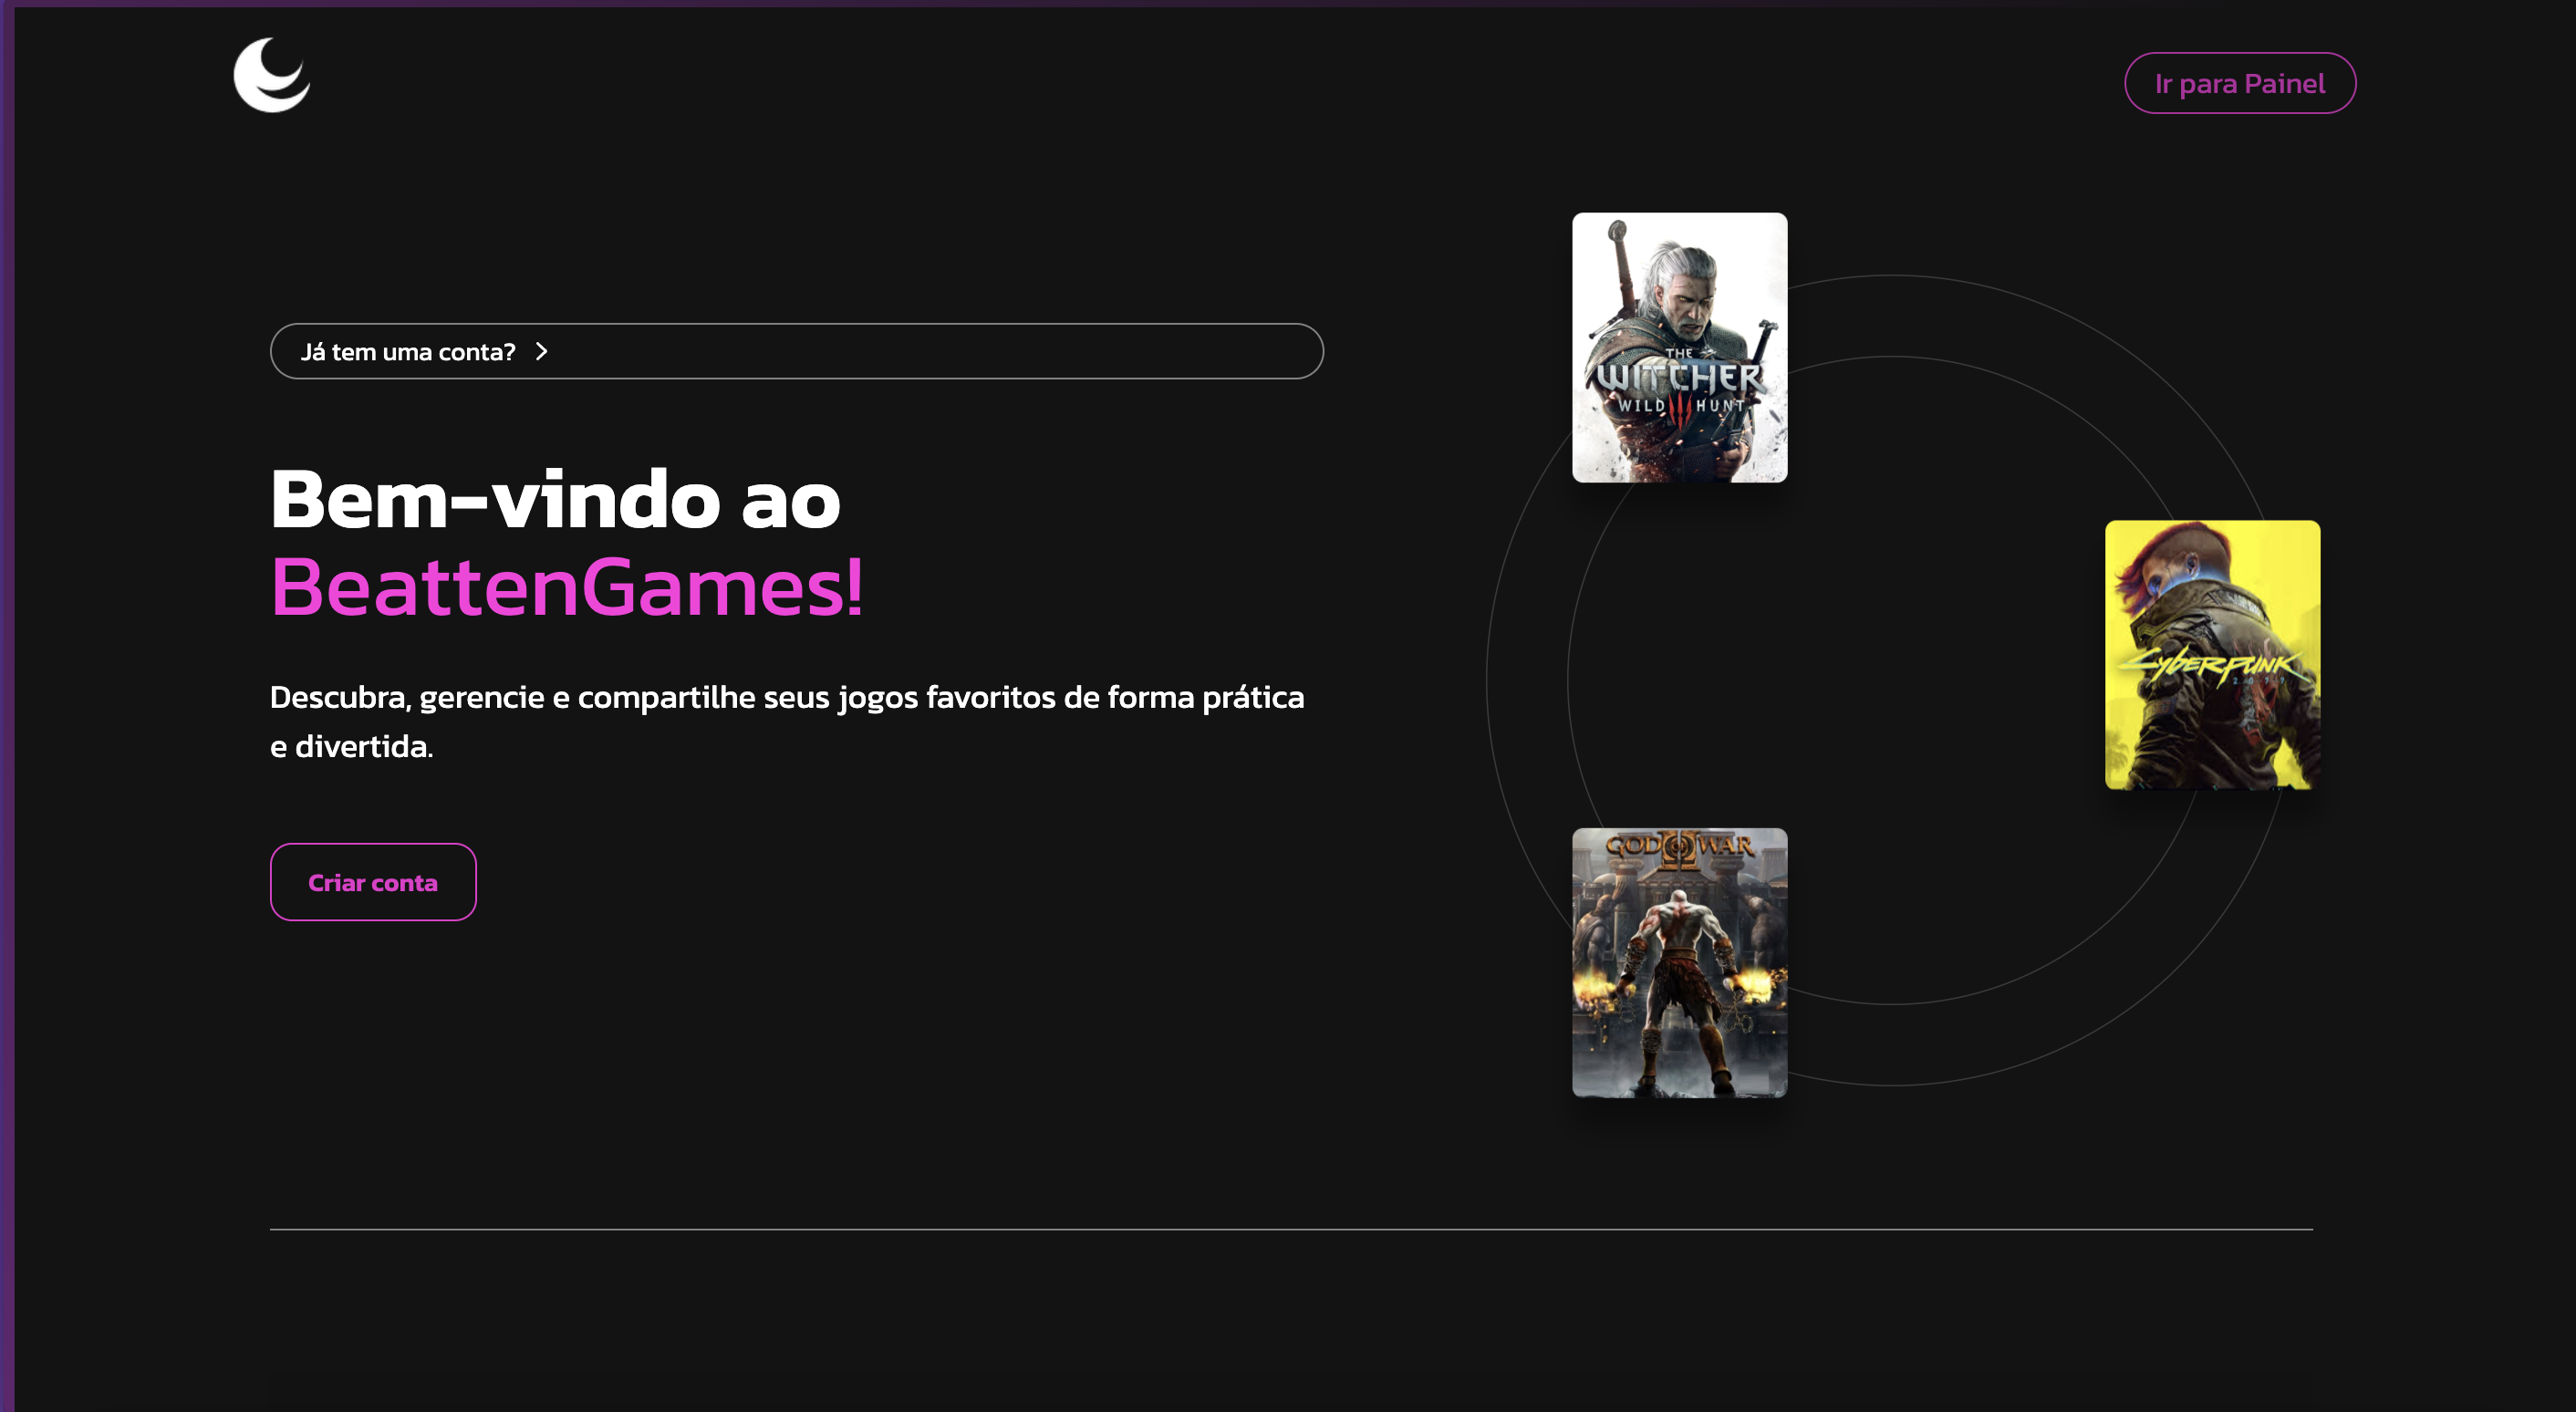 Ir para Painel
Já tem uma conta?
Bem-vindo ao
BeattenGames!
Descubra, gerencie e compartilhe seus jogos favoritos de forma prática
e divertida.
Criar conta
THE
WITCHER
WILD III HUNT
CYBERPUNK
2077
GOD II WAR